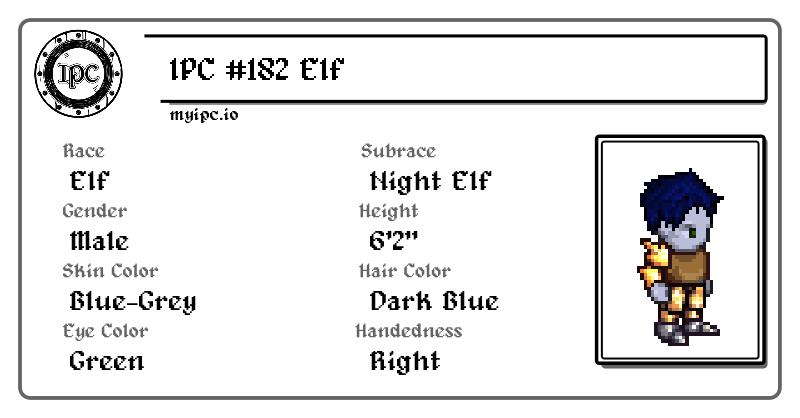 IPC
IPC #182 Elf
myipc.io
Race
Elf
Subrace
Night Elf
Gender
Male
Height
6'2"
Skin Color
Blue-Grey
Hair Color
Dark Blue
Eye Color
Green
Handedness
Right